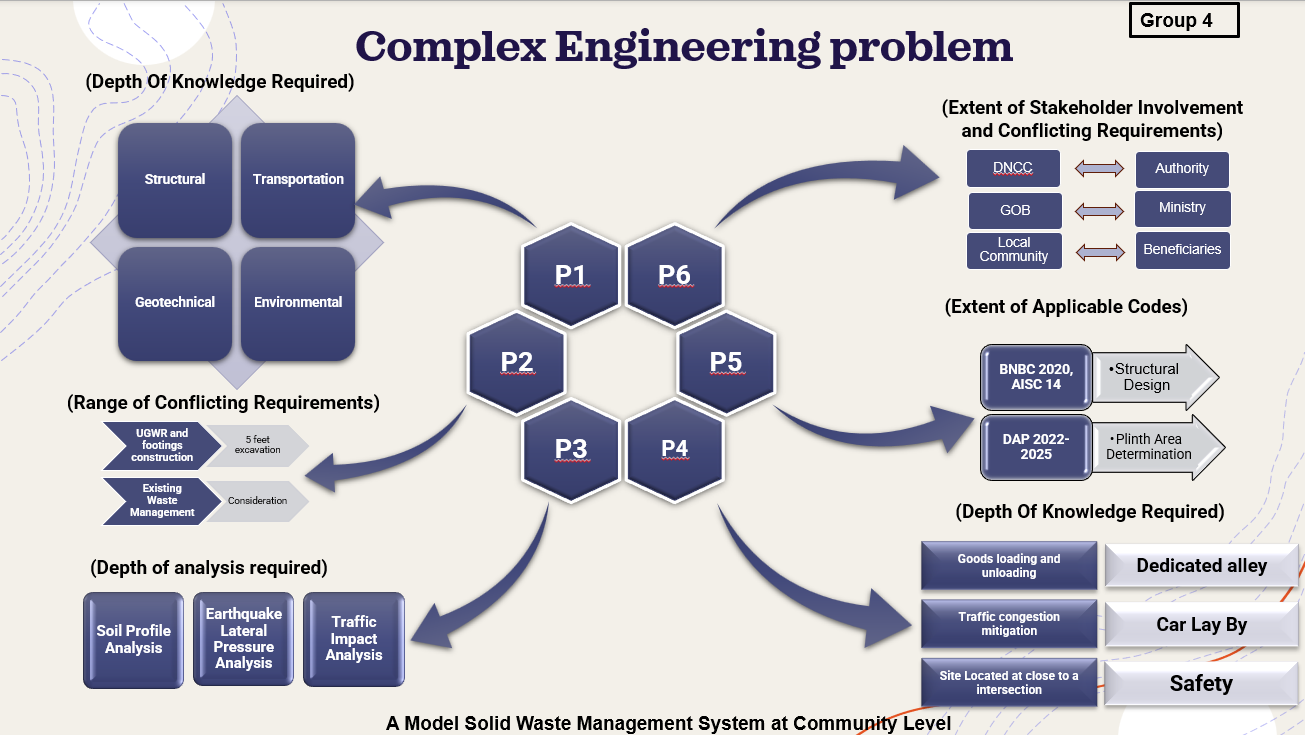 Group 4
Complex Engineering problem
(Depth Of Knowledge Required)
Structural
Transportation
Geotechnical
Environmental
(Range of Conflicting Requirements)
UGWR and
footings
construction
5 feet
excavation
Existing
Waste
Management
Consideration
(Depth of analysis required)
Soil Profile
Analysis
Earthquake
Lateral
Pressure
Analysis
Traffic
Impact
Analysis
P1
P6
P2
P5
P3
P4
(Extent of Stakeholder Involvement
and Conflicting Requirements)
DNCC
Authority
GOB
Ministry
Local
Community
Beneficiaries
(Extent of Applicable Codes)
BNBC 2020,
AISC 14
•Structural
Design
DAP 2022-
2025
•Plinth Area
Determination
(Depth Of Knowledge Required)
Goods loading and
unloading
Dedicated alley
Traffic congestion
mitigation
Car Lay By
Site Located at close to a
intersection
Safety
A Model Solid Waste Management System at Community Level